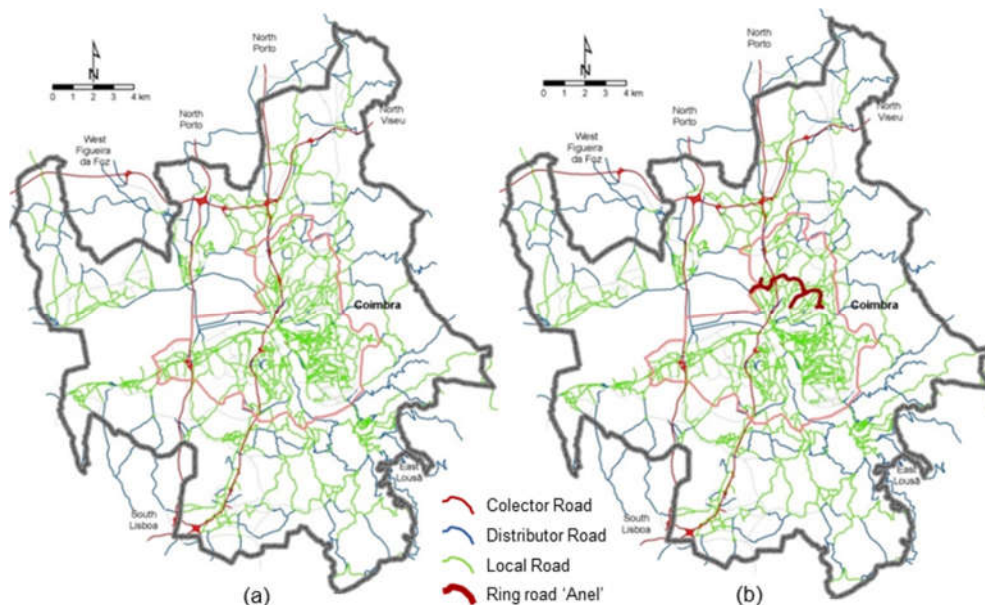 North
Porto
N
0 1 2 4 km
North
Porto
West
Figueira
da Foz
North
Viseu
Coimbra
East
Lousã
South
Lisboa
(a)
North
Porto
N
0 1 2 4 km
North
Porto
West
Figueira
da Foz
North
Viseu
Coimbra
East
Lousã
South
Lisboa
(b)
Colector Road
Distributor Road
Local Road
Ring road 'Anel'